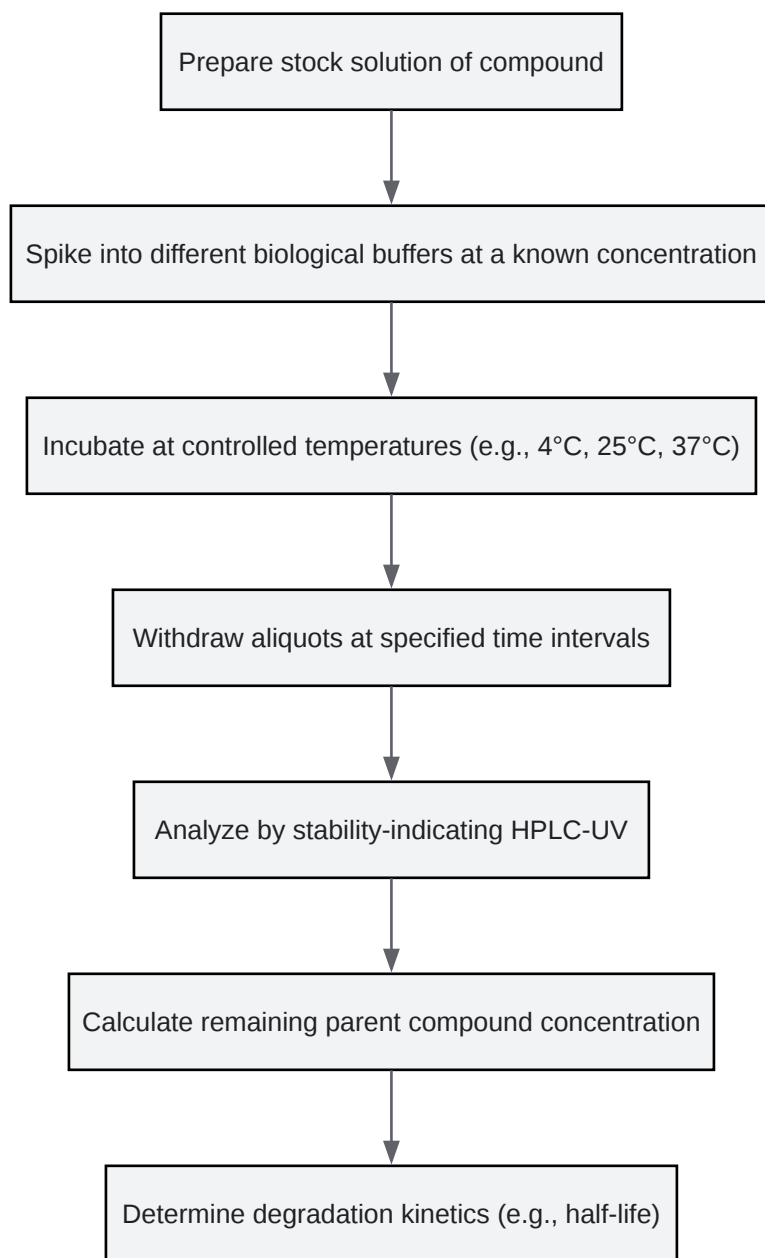 Prepare stock solution of compound
Spike into different biological buffers at a known concentration
Incubate at controlled temperatures (e.g., 4°C, 25°C, 37°C)
Withdraw aliquots at specified time intervals
Analyze by stability-indicating HPLC-UV
Calculate remaining parent compound concentration
Determine degradation kinetics (e.g., half-life)